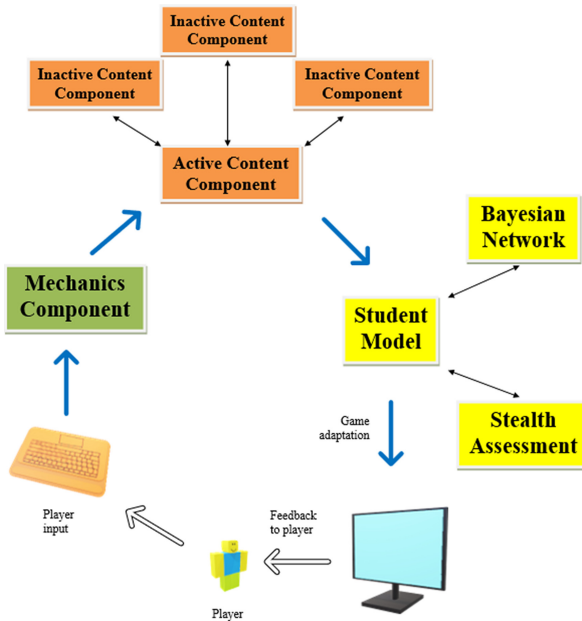 Inactive Content
Component
Inactive Content
Component
Inactive Content
Component
Active Content
Component
Bayesian
Network
Mechanics
Component
Student
Model
Stealth
Assessment
Game
adaptation
Player
input
Feedback
to player
Player